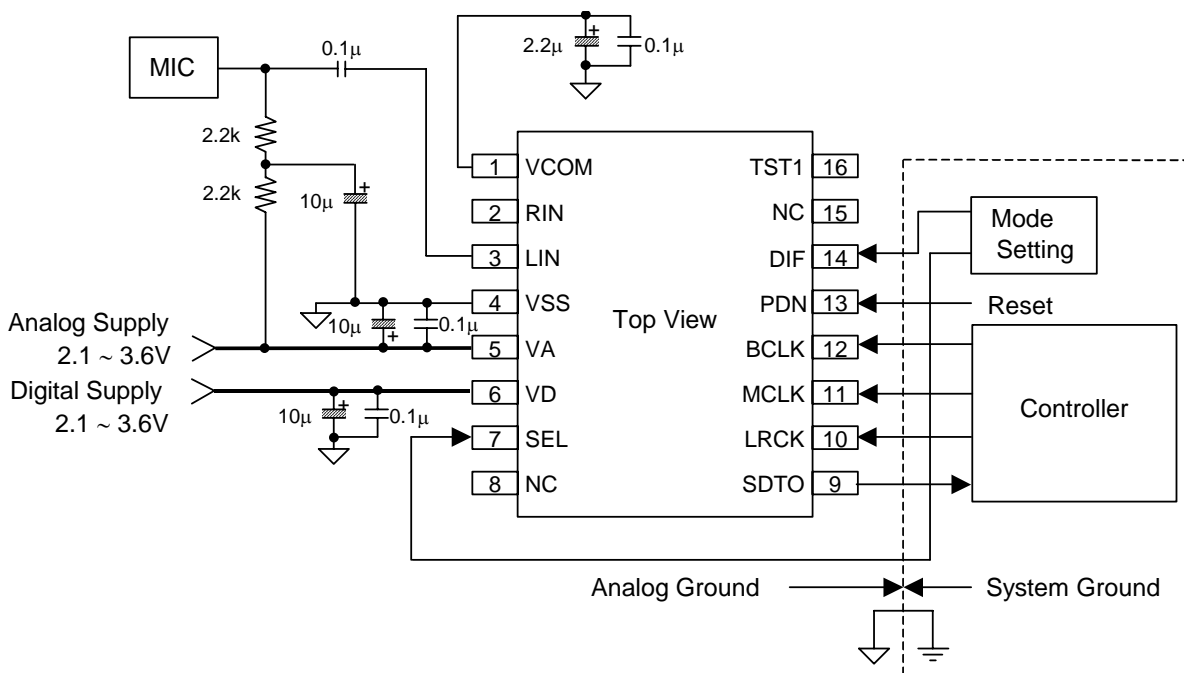 MIC
0.1μ
2.2μ
0.1μ
2.2k
2.2k
10μ
1 VCOM
2 RIN
3 LIN
4 VSS
5 VA
6 VD
7 SEL
8 NC
Top View
TST1 16
NC 15
DIF 14
PDN 13
BCLK 12
MCLK 11
LRCK 10
SDTO 9
Mode
Setting
Reset
Controller
Analog Supply
2.1 ~ 3.6V
10μ
0.1μ
Digital Supply
2.1 ~ 3.6V
10μ
0.1μ
+
+
+
+
Analog Ground
System Ground